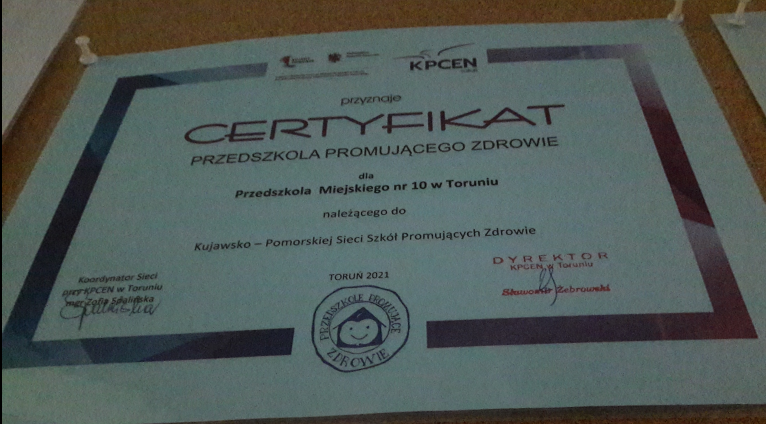 KPCEN
przyznaje
CERTYFIKAT
PRZEDSZKOLA PROMUJĄCEGO ZDROWIE
dla
Przedszkola Miejskiego nr 10 w Toruniu
należącego do
Kujawsko – Pomorskiej Sieci Szkół Promujących Zdrowie
Koordynator Sieci
przy KPCEN w Toruniu
mgr Zofia
TORUŃ 2021
DYREKTOR
KPCEN w Toruniu
Sławomir Żebrowski
PRZEDSZKOLE PROMUJĄCE
ZDROWIE